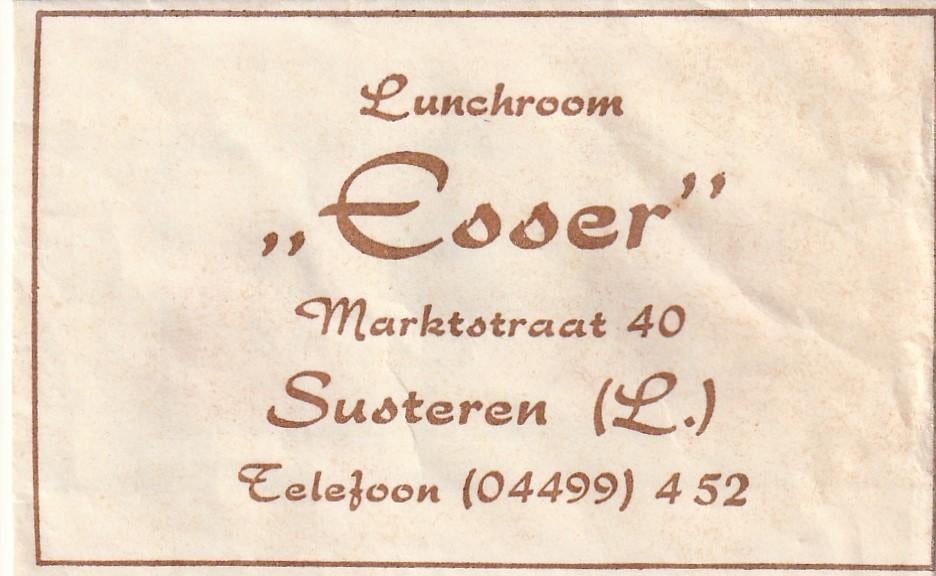 Lunchroom
„Esser”
Marktstraat 40
Susteren (L.)
Telefoon (04499) 4 52